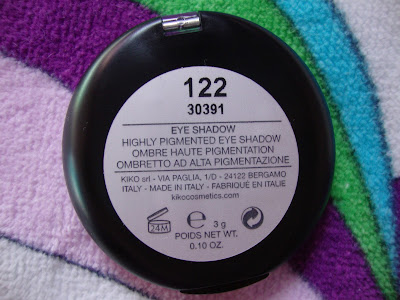 122
30391
EYE SHADOW
HIGHLY PIGMENTED EYE SHADOW
OMBRE HAUTE PIGMENTATION
OMBRETTO AD ALTA PIGMENTAZIONE
KIKO srl - VIA PAGLIA, 1/D - 24122 BERGAMO
ITALY - MADE IN ITALY - FABRIQUÉ EN ITALIE
kikocosmetics.com
24M ℮ 3 g
POIDS NET WT.
0.10 OZ.